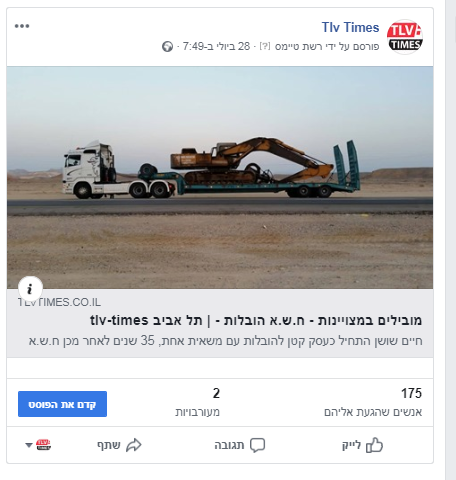 Tlv Times
פורסם על ידי רשת טיימס [?] · 28 ביולי ב-7:49 ·
TLV TIMES
TLVTIMES.CO.IL
מובילים במצויינות - ח.ש.א הובלות - | תל אביב tlv-times
חיים שושן התחיל כעסק קטן להובלות עם משאית אחת, 35 שנים לאחר מכן ח.ש.א
175
אנשים שהגעת אליהם
2
מעורבויות
קדם את הפוסט
לייק
תגובה
שתף